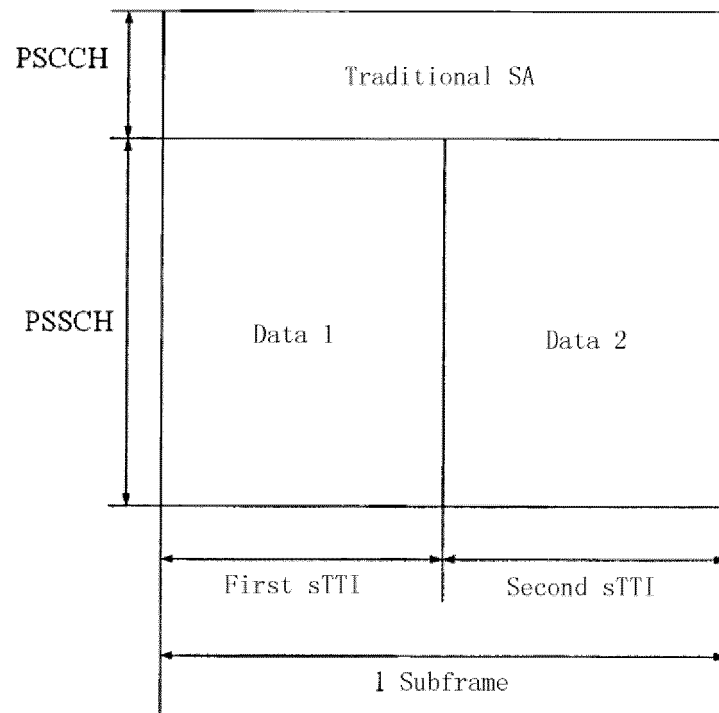 PSCCH
Traditional SA
PSSCH
Data 1
Data 2
First sTTI
Second sTTI
1 Subframe